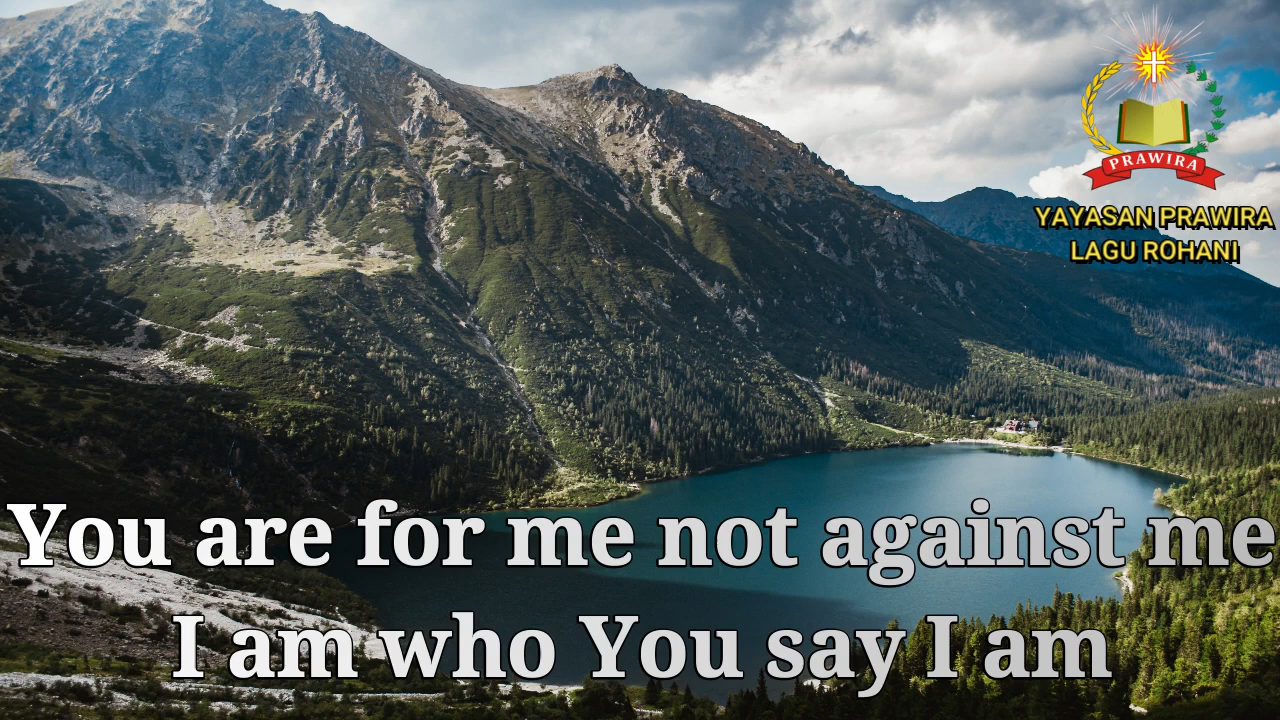 PRAWIRA
YAYASAN PRAWIRA
LAGU ROHANI
You are for me not against me
I am who You say I am